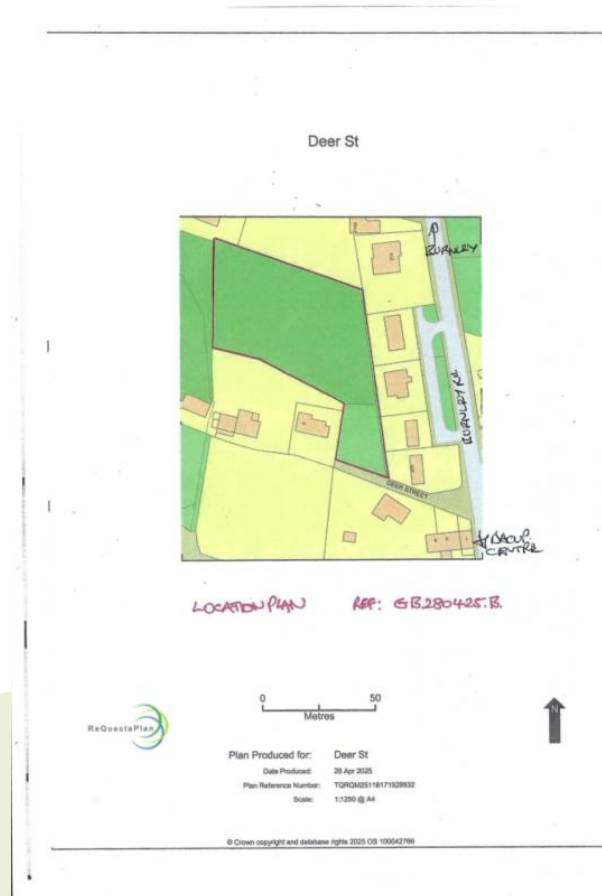 Deer St
BURNLEY
BURNLEY Rd
DEER STREET
BACUP
CENTRE
LOCATION PLAN REF: GB280425.B.
0 50
Metres
N
ReQuestaPlan
Plan Produced for: Deer St
Date Produced: 28 Apr 2025
Plan Reference Number: TQRQM25118171929932
Scale: 1:1250 @ A4
© Crown copyright and database rights 2025 OS 100042766